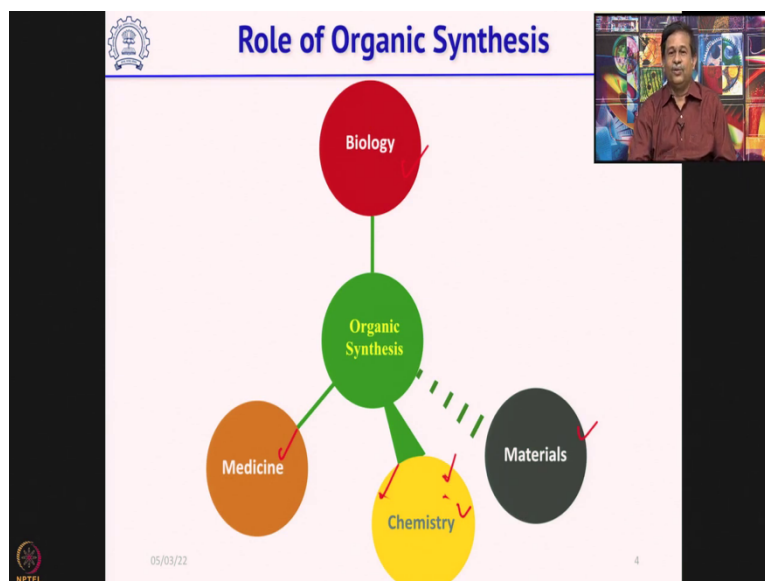 Role of Organic Synthesis
Biology
Organic
Synthesis
Medicine
Chemistry
Materials
05/03/22
4
NPTEL